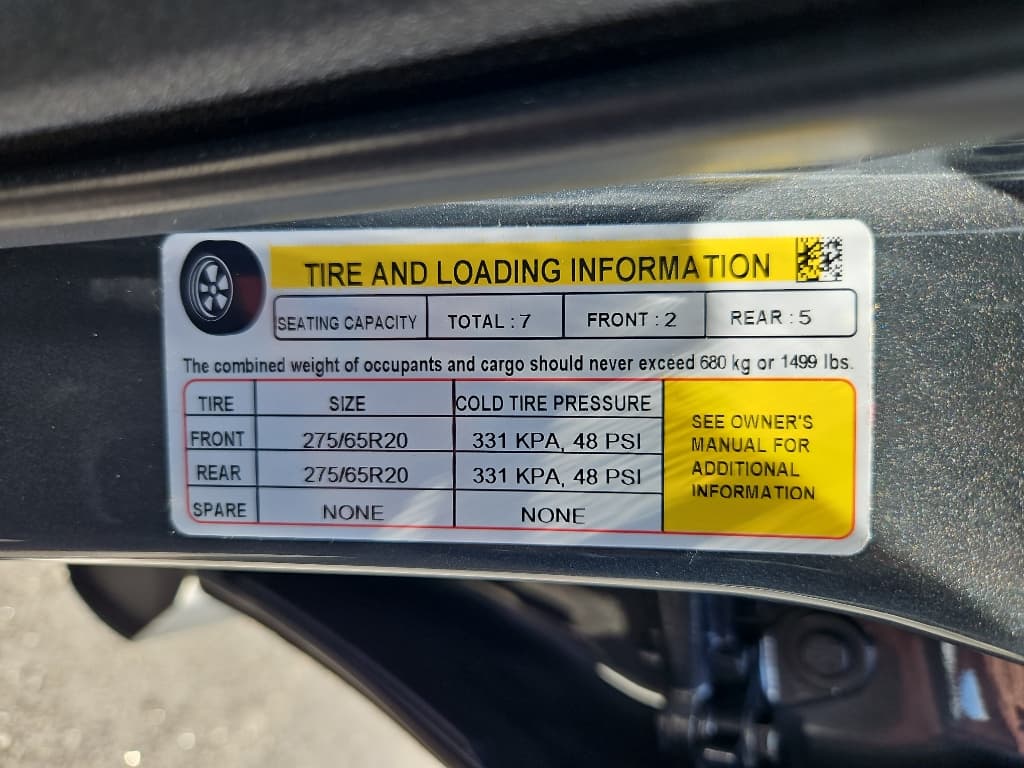 TIRE AND LOADING INFORMATION
SEATING CAPACITY TOTAL : 7 FRONT : 2 REAR : 5
The combined weight of occupants and cargo should never exceed 680 kg or 1499 lbs.
TIRE SIZE COLD TIRE PRESSURE
FRONT 275/65R20 331 KPA, 48 PSI
REAR 275/65R20 331 KPA, 48 PSI
SPARE NONE NONE
SEE OWNER'S
MANUAL FOR
ADDITIONAL
INFORMATION